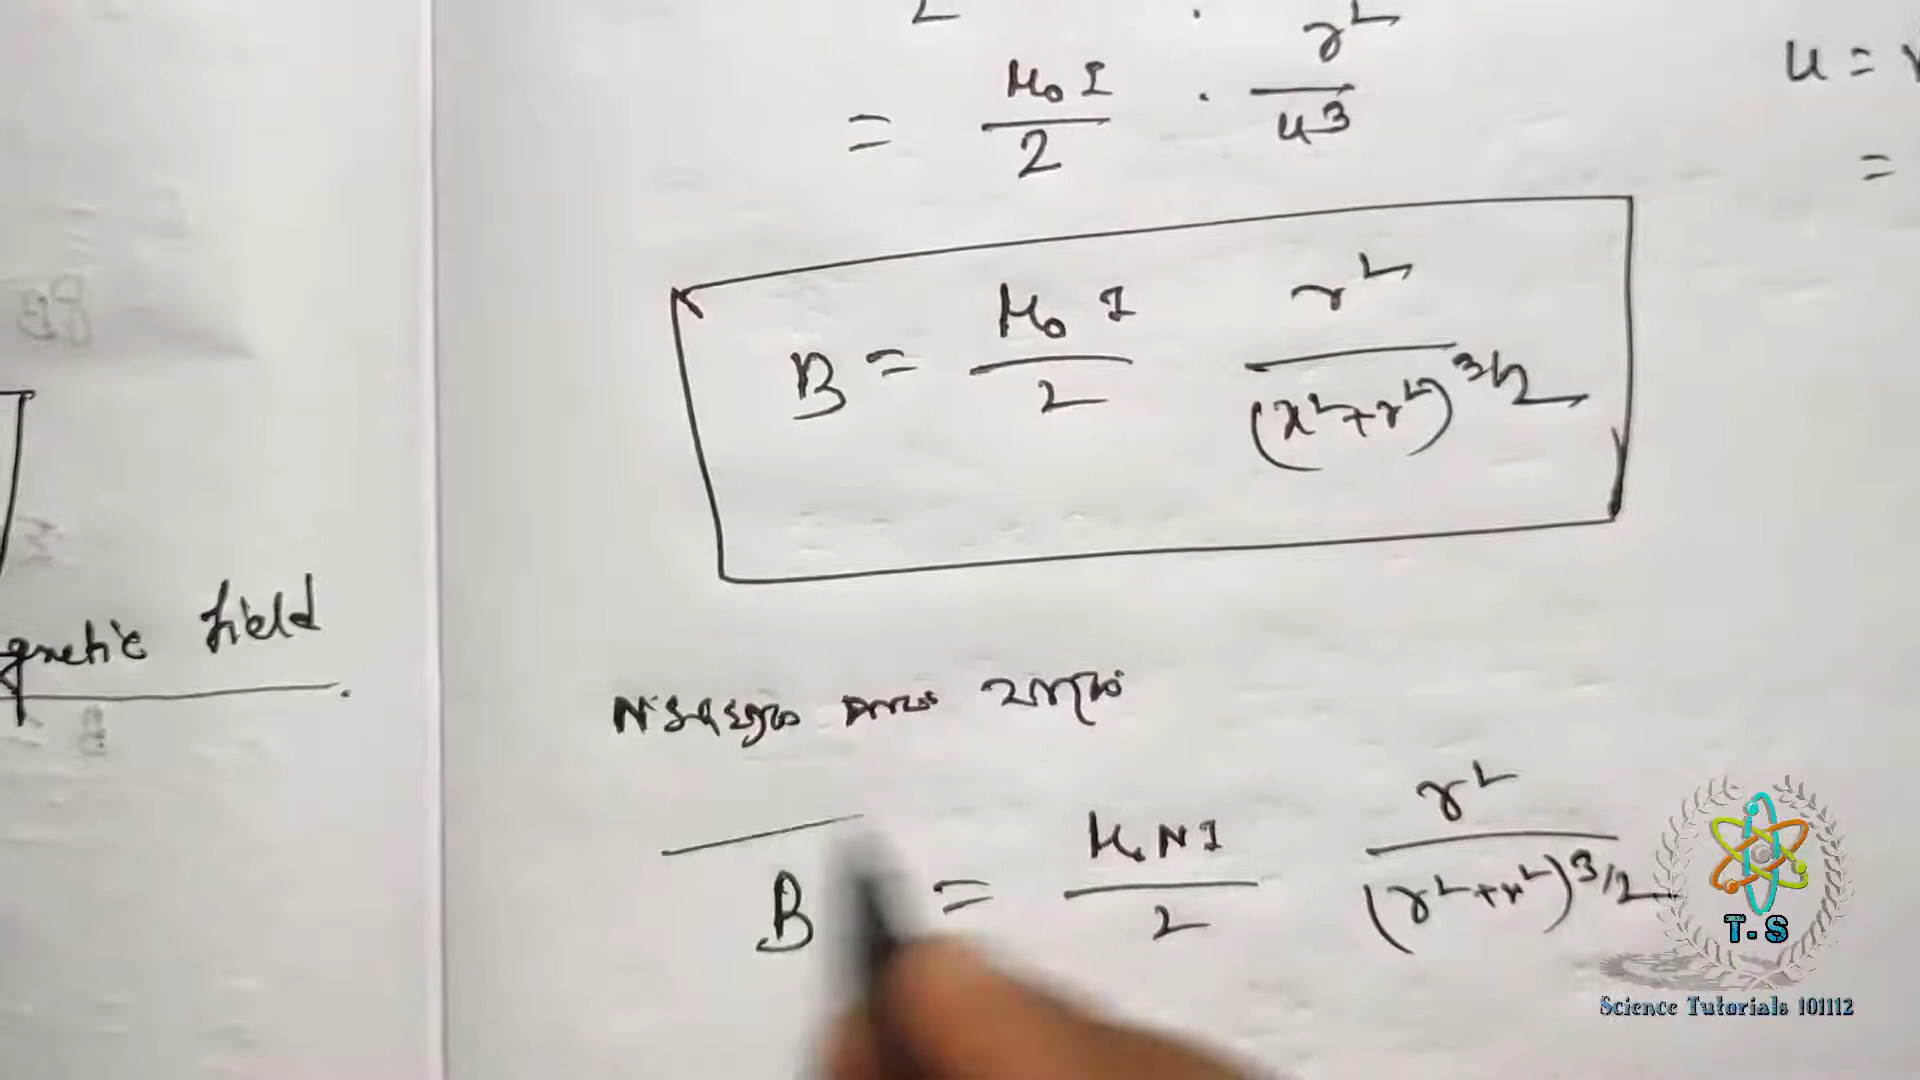 = μ₀I/2 · r²/u³
u =
=
B = μ₀I/2 r²/(x²+r²)^3/2
gnetic field
B = μ₀NI/2 r²/(r²+x²)^3/2
T.S
Science Tutorials 101112